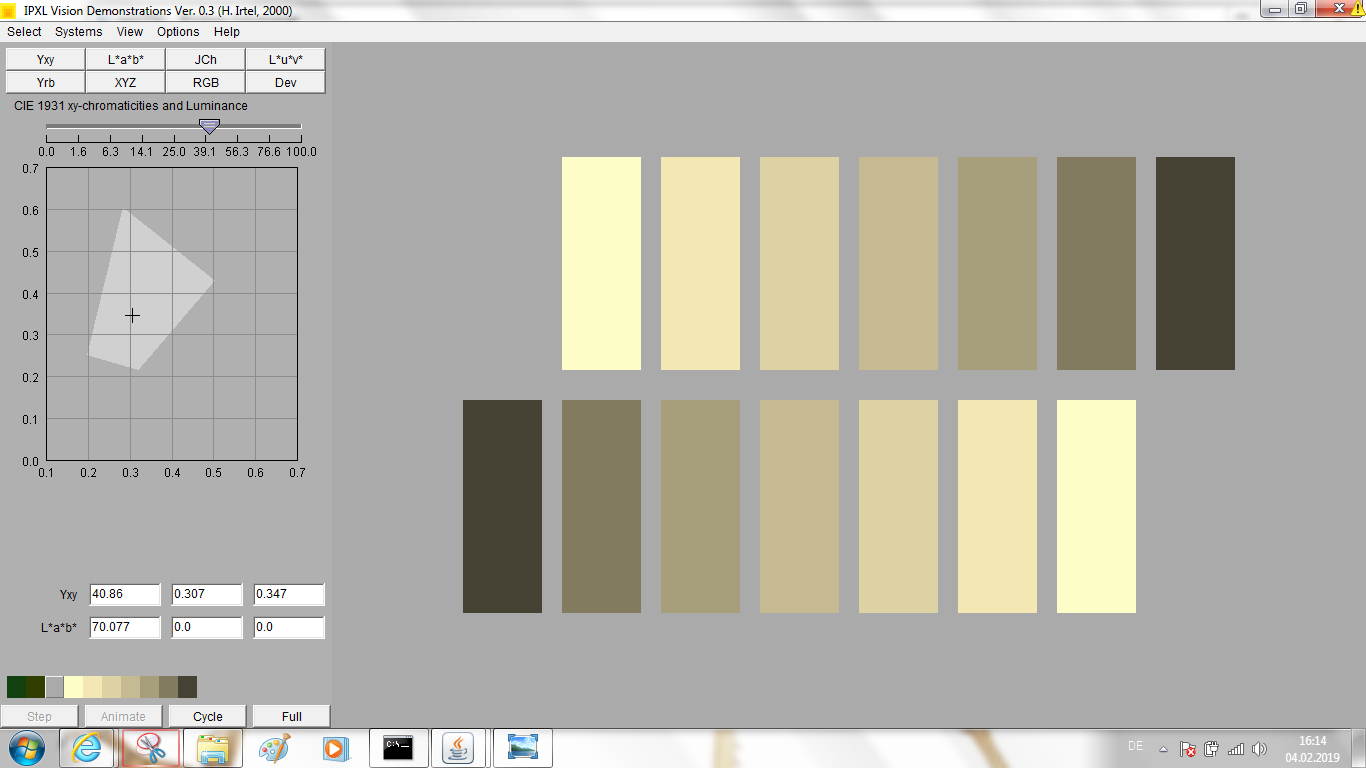 IPXL Vision Demonstrations Ver. 0.3 (H. Irtel, 2000)
Select Systems View Options Help
Yxy L*a*b* JCh L*u*v*
Yrb XYZ RGB Dev
CIE 1931 xy-chromaticities and Luminance
0.0 1.6 6.3 14.1 25.0 39.1 56.3 76.6 100.0
0.7
0.6
0.5
0.4
0.3
0.2
0.1
0.0
0.1 0.2 0.3 0.4 0.5 0.6 0.7
Yxy 40.86 0.307 0.347
L*a*b* 70.077 0.0 0.0
Step Animate Cycle Full
C:\_
DE 16:14
04.02.2019